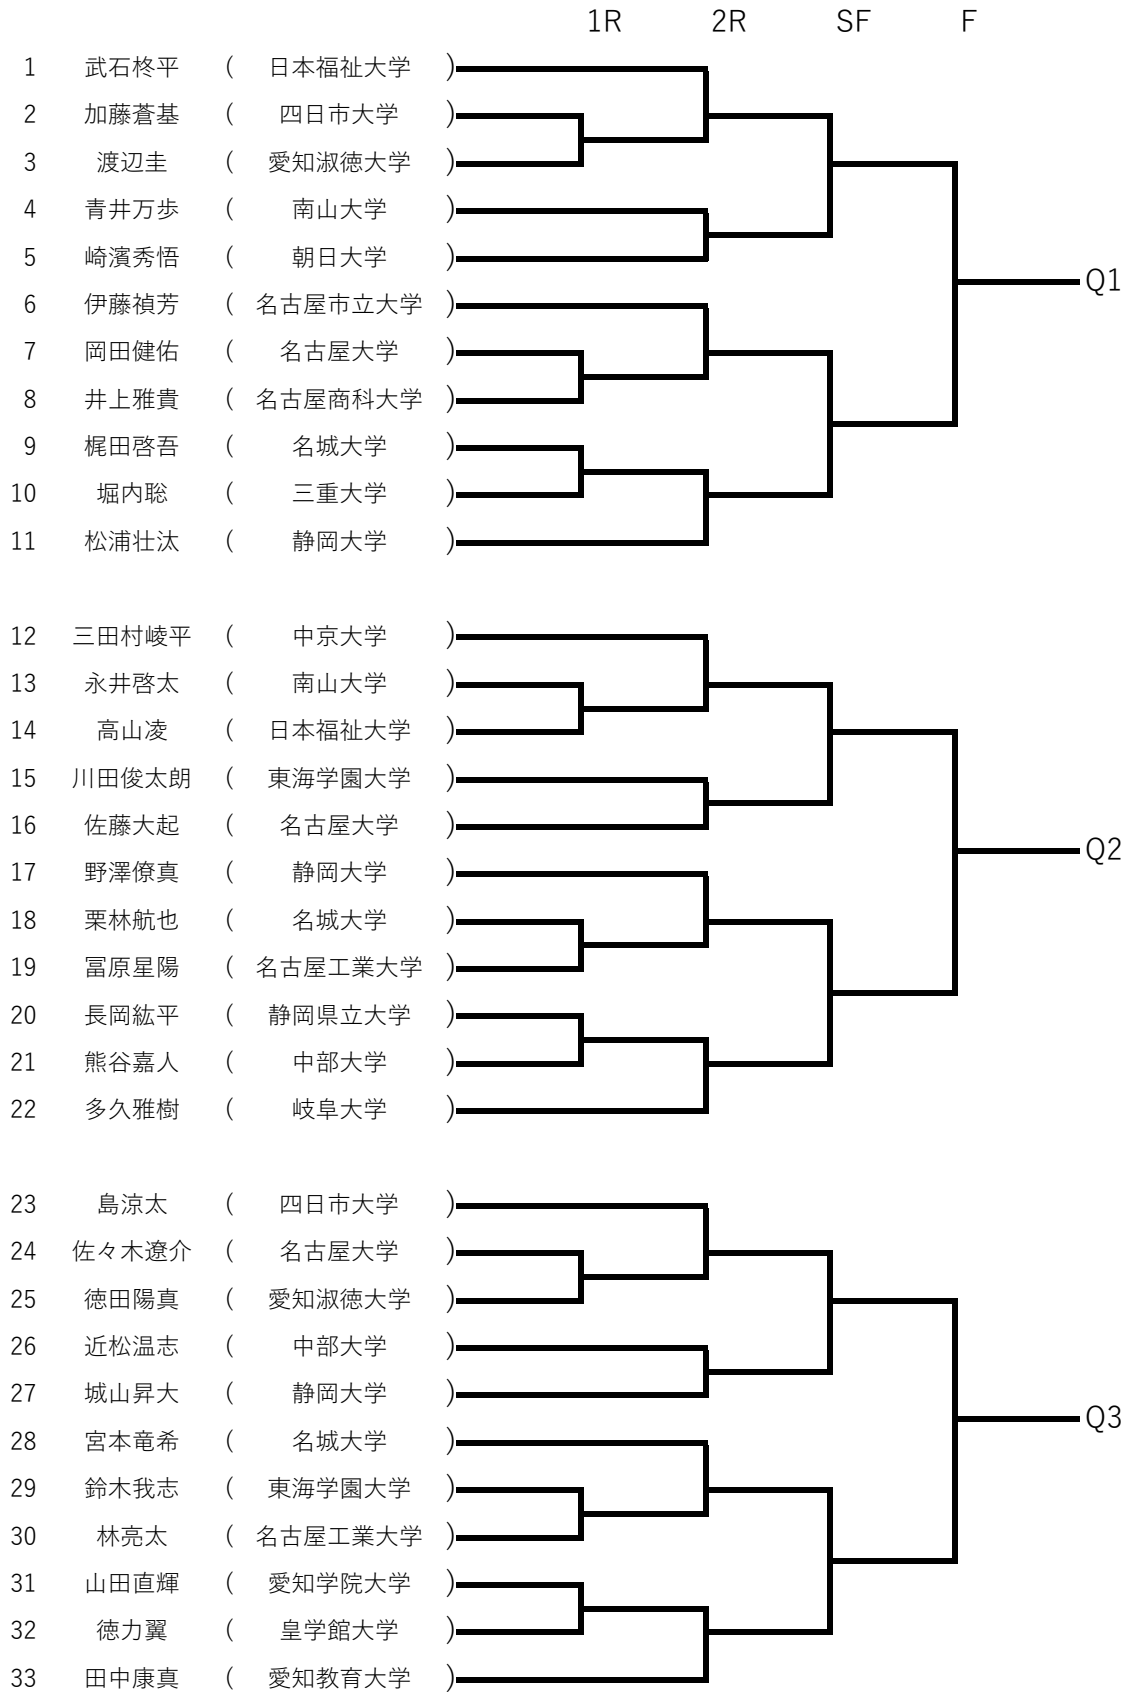 1R 2R SF F
1 武石柊平 ( 日本福祉大学 )
2 加藤蒼基 ( 四日市大学 )
3 渡辺圭 ( 愛知淑徳大学 )
4 青井万歩 ( 南山大学 )
5 崎濱秀悟 ( 朝日大学 )
Q1
6 伊藤禎芳 ( 名古屋市立大学 )
7 岡田健佑 ( 名古屋大学 )
8 井上雅貴 ( 名古屋商科大学 )
9 梶田啓吾 ( 名城大学 )
10 堀内聡 ( 三重大学 )
11 松浦壮汰 ( 静岡大学 )
12 三田村崚平 ( 中京大学 )
13 永井啓太 ( 南山大学 )
14 高山凌 ( 日本福祉大学 )
15 川田俊太朗 ( 東海学園大学 )
16 佐藤大起 ( 名古屋大学 )
Q2
17 野澤僚真 ( 静岡大学 )
18 栗林航也 ( 名城大学 )
19 冨原星陽 ( 名古屋工業大学 )
20 長岡紘平 ( 静岡県立大学 )
21 熊谷嘉人 ( 中部大学 )
22 多久雅樹 ( 岐阜大学 )
23 島涼太 ( 四日市大学 )
24 佐々木遼介 ( 名古屋大学 )
25 徳田陽真 ( 愛知淑徳大学 )
26 近松温志 ( 中部大学 )
27 城山昇大 ( 静岡大学 )
Q3
28 宮本竜希 ( 名城大学 )
29 鈴木我志 ( 東海学園大学 )
30 林亮太 ( 名古屋工業大学 )
31 山田直輝 ( 愛知学院大学 )
32 徳力翼 ( 皇学館大学 )
33 田中康真 ( 愛知教育大学 )